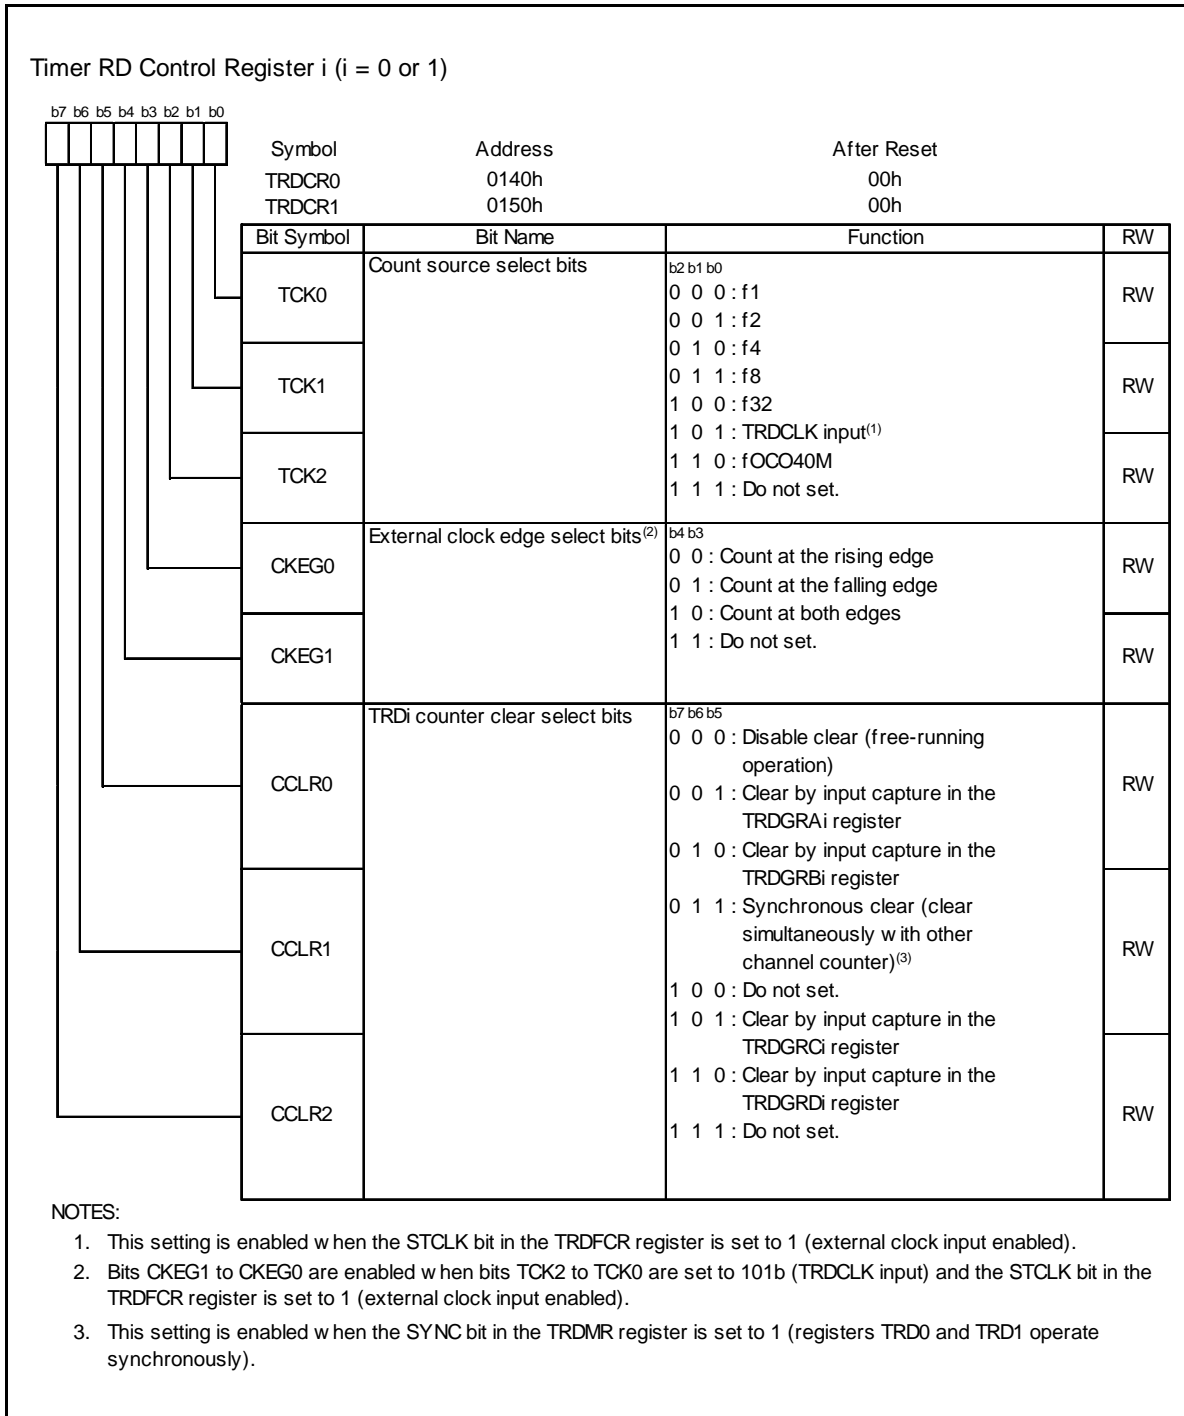 Timer RD Control Register i (i = 0 or 1)
b7 b6 b5 b4 b3 b2 b1 b0
Symbol Address After Reset
TRDCR0 0140h 00h
TRDCR1 0150h 00h
Bit Symbol Bit Name Function RW
TCK0 Count source select bits b2 b1 b0 RW
0 0 0 : f1
0 0 1 : f2
0 1 0 : f4
TCK1 0 1 1 : f8 RW
1 0 0 : f32
1 0 1 : TRDCLK input(1)
TCK2 1 1 0 : fOCO40M RW
1 1 1 : Do not set.
CKEG0 External clock edge select bits(2) b4 b3 RW
0 0 : Count at the rising edge
0 1 : Count at the falling edge
1 0 : Count at both edges
CKEG1 1 1 : Do not set. RW
TRDi counter clear select bits b7 b6 b5
0 0 0 : Disable clear (free-running
operation)
CCLR0 0 0 1 : Clear by input capture in the RW
TRDGRAi register
0 1 0 : Clear by input capture in the
TRDGRBi register
0 1 1 : Synchronous clear (clear
simultaneously with other
CCLR1 channel counter)(3) RW
1 0 0 : Do not set.
1 0 1 : Clear by input capture in the
TRDGRCi register
1 1 0 : Clear by input capture in the
CCLR2 TRDGRDi register RW
1 1 1 : Do not set.
NOTES:
1. This setting is enabled when the STCLK bit in the TRDFCR register is set to 1 (external clock input enabled).
2. Bits CKEG1 to CKEG0 are enabled when bits TCK2 to TCK0 are set to 101b (TRDCLK input) and the STCLK bit in the
TRDFCR register is set to 1 (external clock input enabled).
3. This setting is enabled when the SYNC bit in the TRDMR register is set to 1 (registers TRD0 and TRD1 operate
synchronously).